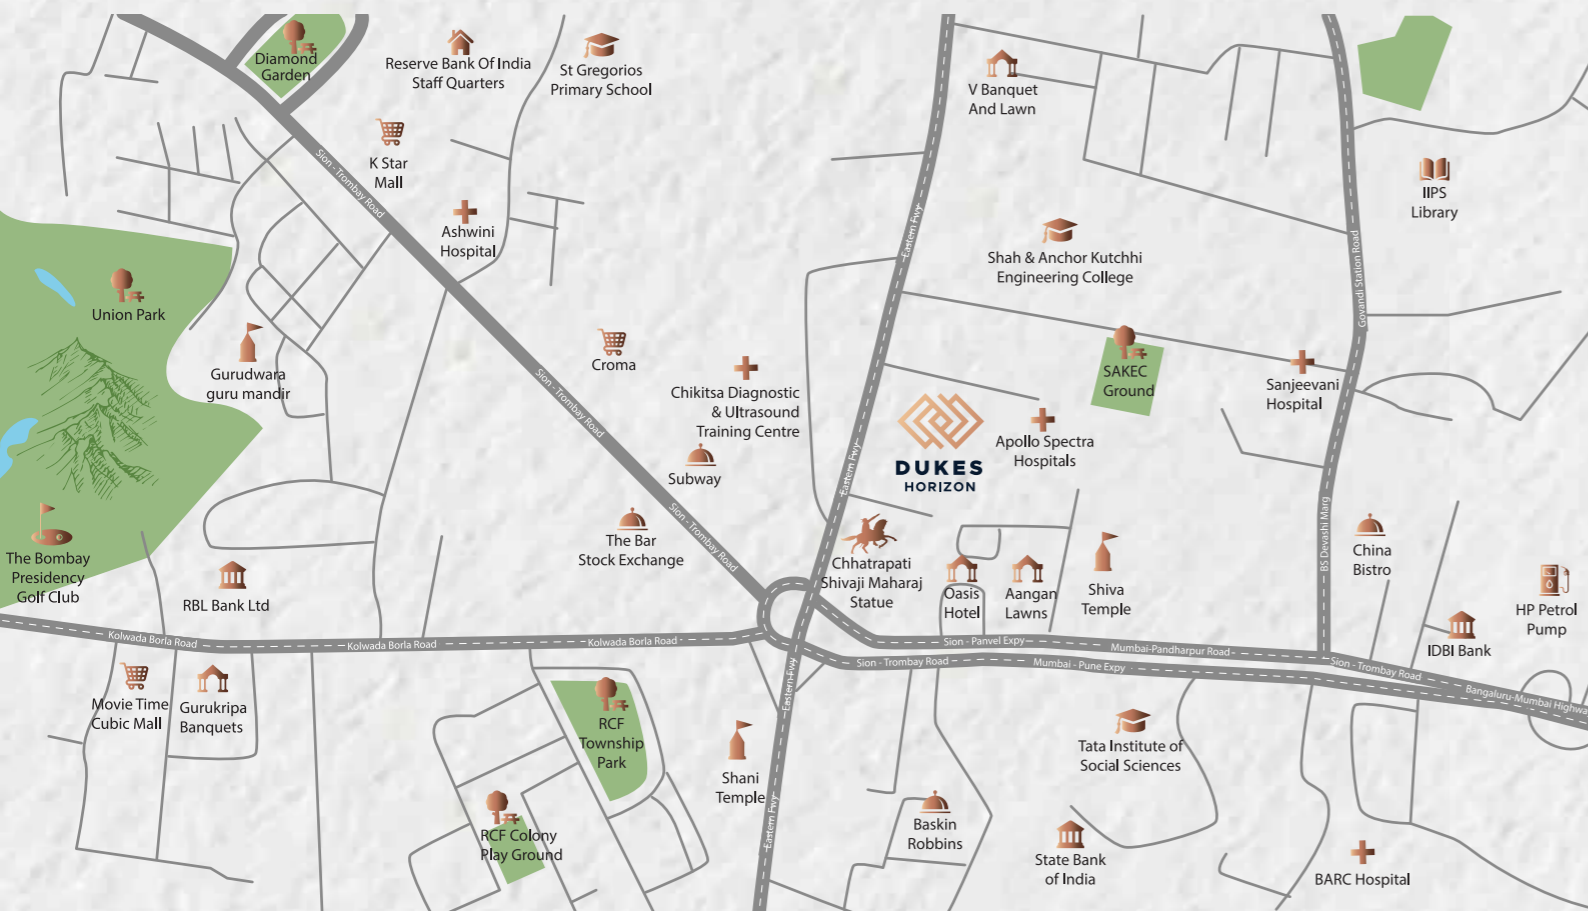 Diamond
Garden
Reserve Bank Of India
Staff Quarters
St Gregorios
Primary School
V Banquet
And Lawn
K Star
Mall
Sion - Trombay Road
IIPS
Library
Ashwini
Hospital
Eastern Fwy
Shah & Anchor Kutchhi
Engineering College
Govandi Station Road
Union Park
Gurudwara
guru mandir
Croma
Sion - Trombay Road
Chikitsa Diagnostic
& Ultrasound
Training Centre
SAKEC
Ground
Sanjeevani
Hospital
Apollo Spectra
Hospitals
DUKES
HORIZON
Eastern Fwy
Subway
Sion - Trombay Road
The Bar
Stock Exchange
BS Devashi Marg
China
Bistro
The Bombay
Presidency
Golf Club
RBL Bank Ltd
Chhatrapati
Shivaji Maharaj
Statue
Oasis
Hotel
Aangan
Lawns
Shiva
Temple
HP Petrol
Pump
IDBI Bank
Kolwada Borla Road
Kolwada Borla Road
Kolwada Borla Road
Sion - Panvel Expy
Mumbai-Pandharpur Road
Sion - Trombay Road
Mumbai - Pune Expy
Sion - Trombay Road
Bangaluru-Mumbai Highwa
Eastern Fwy
Movie Time
Cubic Mall
Gurukripa
Banquets
RCF
Township
Park
Shani
Temple
Tata Institute of
Social Sciences
Eastern Fwy
RCF Colony
Play Ground
Baskin
Robbins
State Bank
of India
BARC Hospital